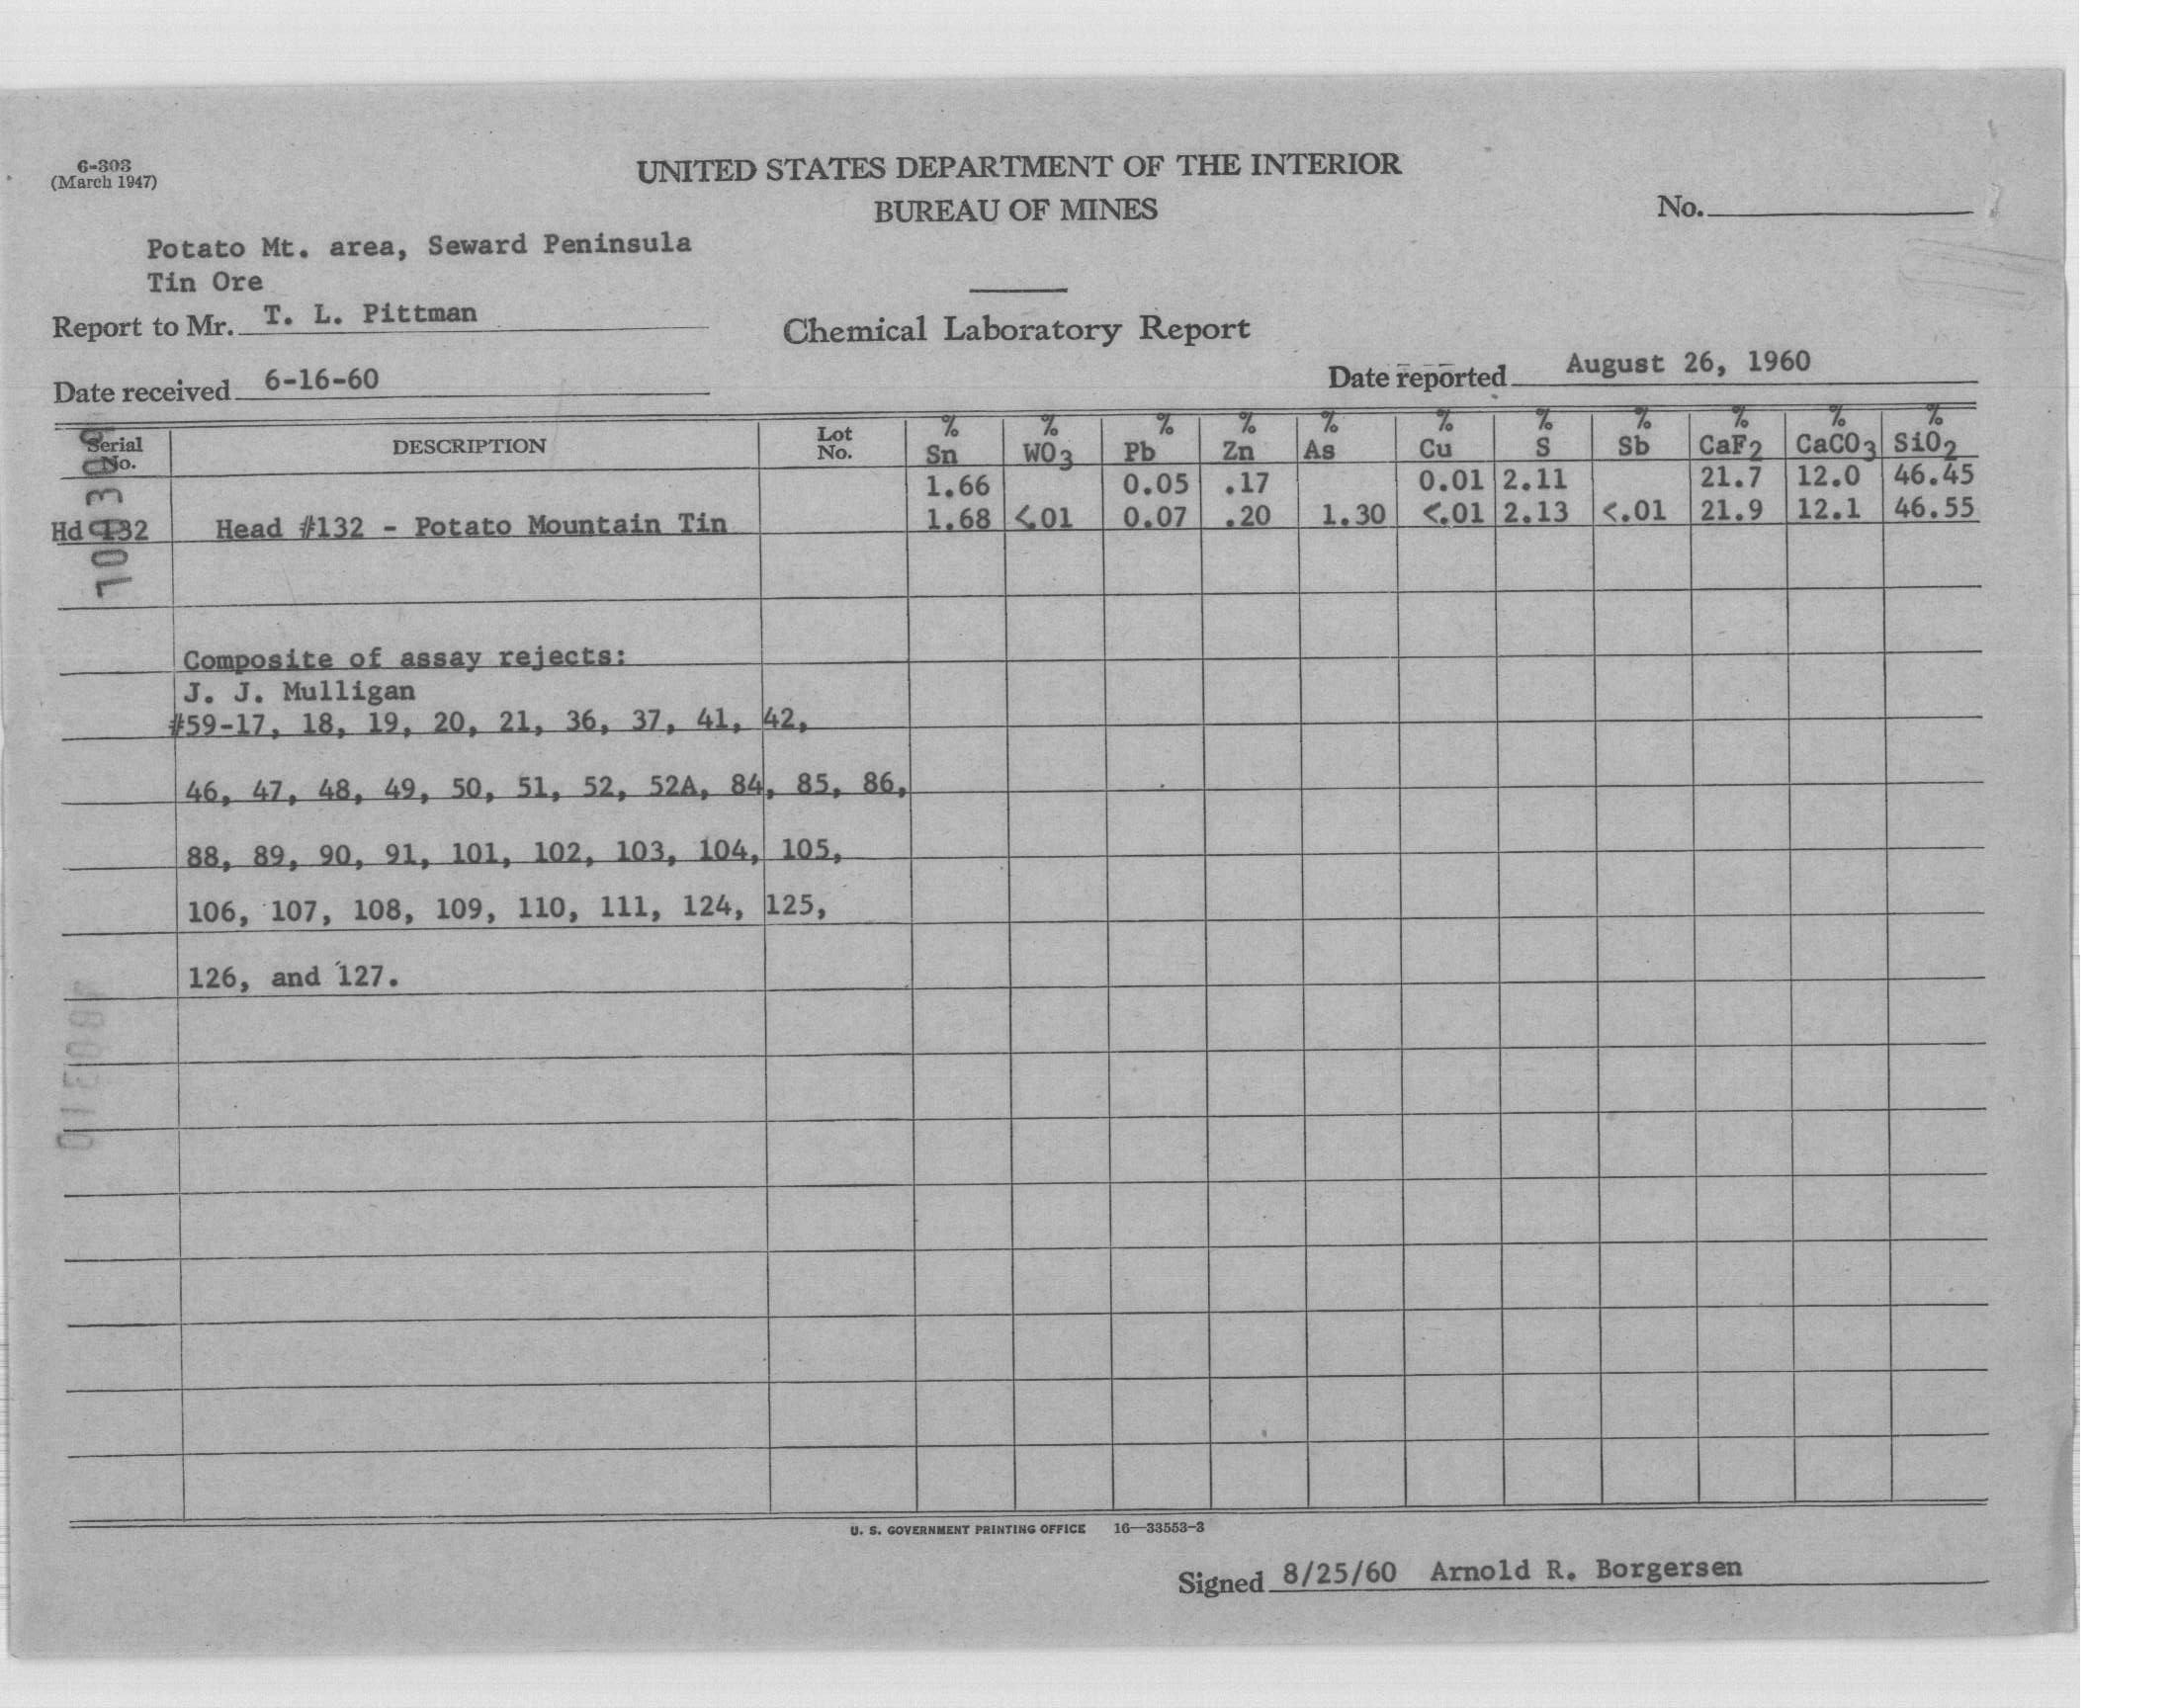 6-303
(March 1947)
UNITED STATES DEPARTMENT OF THE INTERIOR
BUREAU OF MINES
No.
Potato Mt. area, Seward Peninsula
Tin Ore
Report to Mr. T. L. Pittman
Chemical Laboratory Report
Date received 6-16-60
Date reported August 26, 1960
Serial No. DESCRIPTION Lot No. % Sn % WO3 % Pb % Zn % As % Cu % S % Sb % CaF2 % CaCO3 % SiO2
1.66 0.05 .17 0.01 2.11 21.7 12.0 46.45
Hd 132 Head #132 - Potato Mountain Tin 1.68 <.01 0.07 .20 1.30 <.01 2.13 <.01 21.9 12.1 46.55
Composite of assay rejects:
J. J. Mulligan
#59-17, 18, 19, 20, 21, 36, 37, 41, 42,
46, 47, 48, 49, 50, 51, 52, 52A, 84, 85, 86,
88, 89, 90, 91, 101, 102, 103, 104, 105,
106, 107, 108, 109, 110, 111, 124, 125,
126, and 127.
U. S. GOVERNMENT PRINTING OFFICE 16—33553-3
Signed 8/25/60 Arnold R. Borgersen